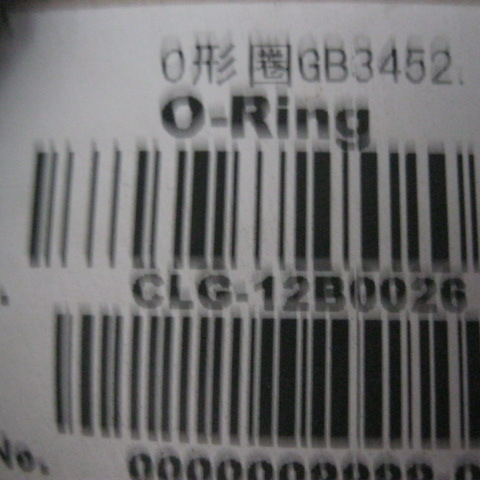 O形圈GB3452.
O-Ring
CLG-12B0026
No.